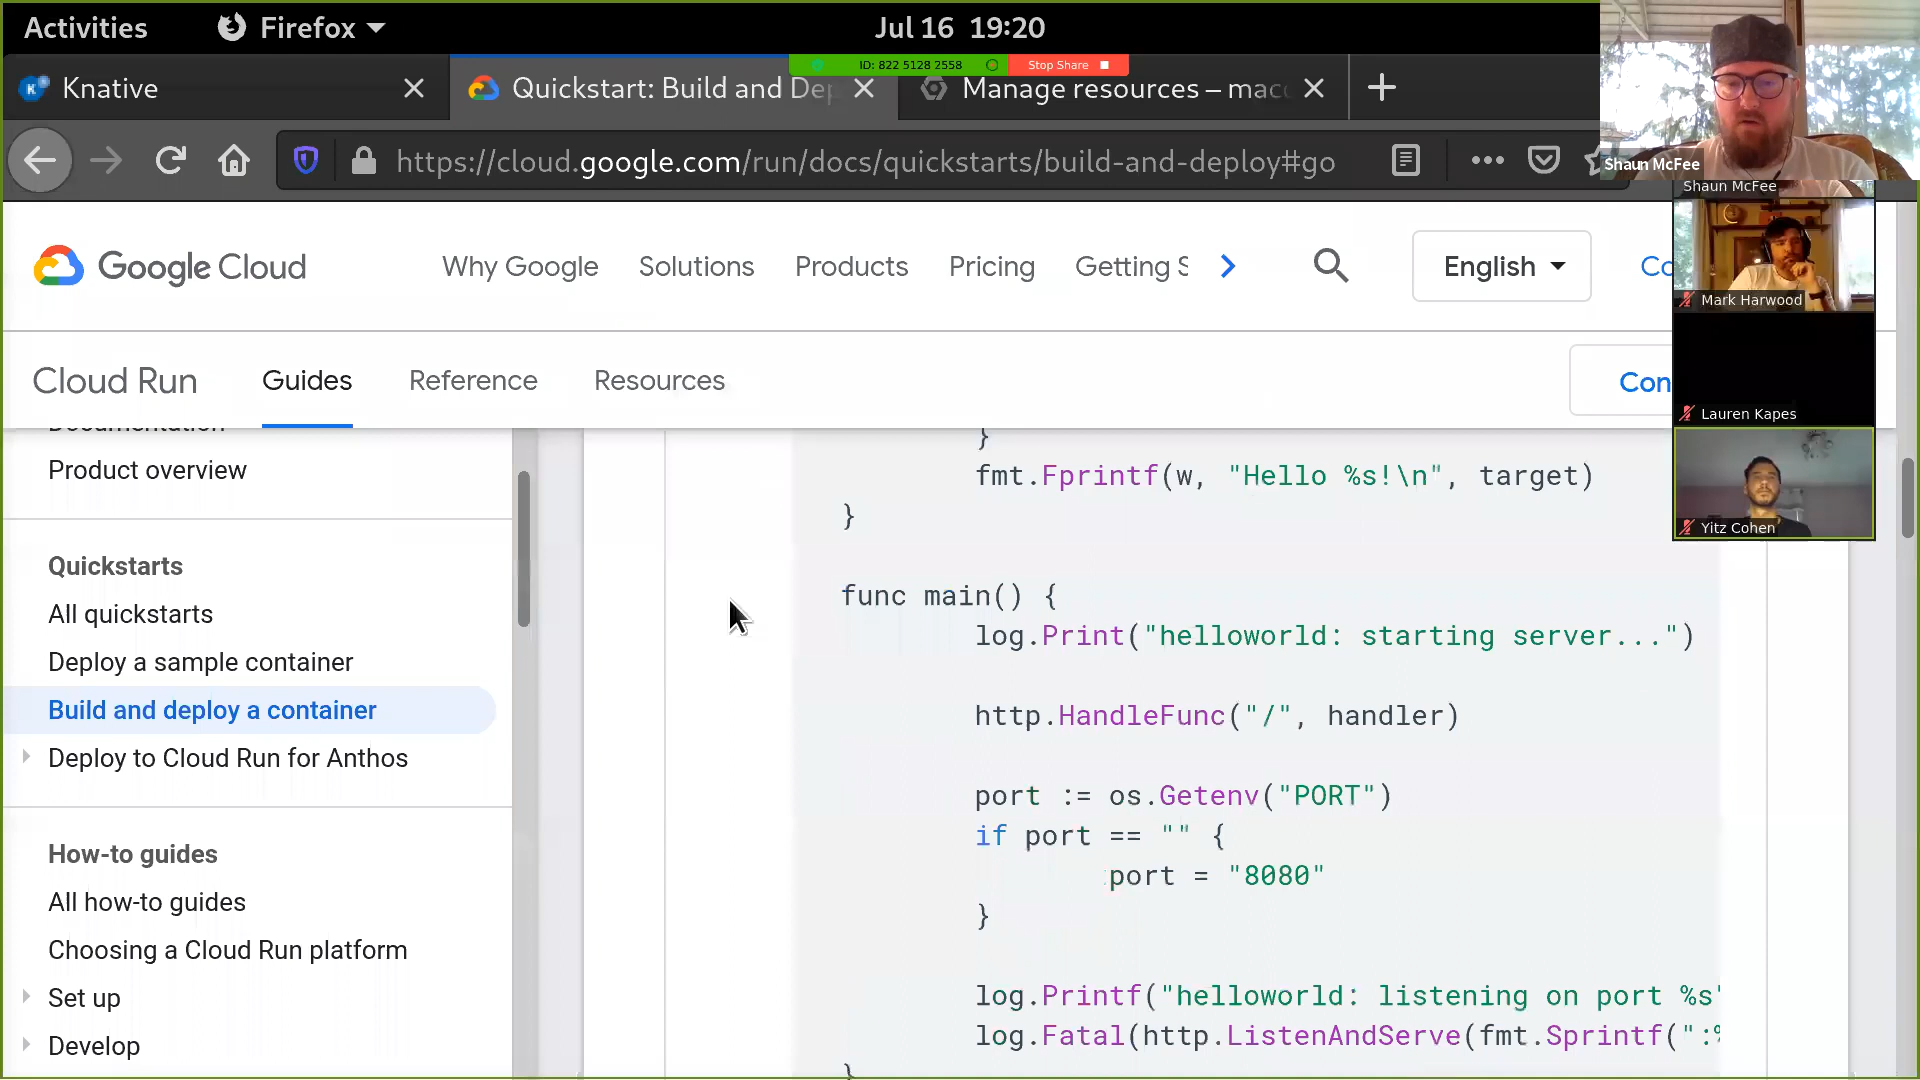 Activities
Firefox
Jul 16 19:20
Knative
Quickstart: Build and Dep
ID: 822 5128 2558
Stop Share
Manage resources – mac
https://cloud.google.com/run/docs/quickstarts/build-and-deploy#go
Shaun McFee
Shaun McFee
Mark Harwood
Lauren Kapes
Yitz Cohen
Google Cloud
Why Google
Solutions
Products
Pricing
Getting S
English
Co
Cloud Run
Guides
Reference
Resources
Con
Documentation
Product overview
Quickstarts
All quickstarts
Deploy a sample container
Build and deploy a container
Deploy to Cloud Run for Anthos
How-to guides
All how-to guides
Choosing a Cloud Run platform
Set up
Develop
}
fmt.Fprintf(w, "Hello %s!\n", target)
}
func main() {
log.Print("helloworld: starting server...")
http.HandleFunc("/", handler)
port := os.Getenv("PORT")
if port == "" {
port = "8080"
}
log.Printf("helloworld: listening on port %s"
log.Fatal(http.ListenAndServe(fmt.Sprintf(":%
}